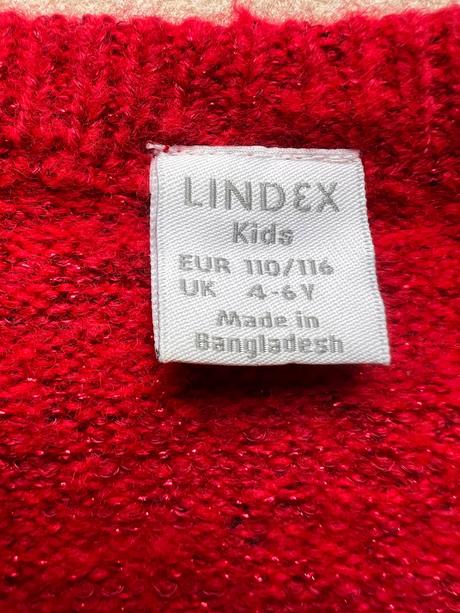 LINDEX
Kids
EUR 110/116
UK 4-6Y
Made in
Bangladesh